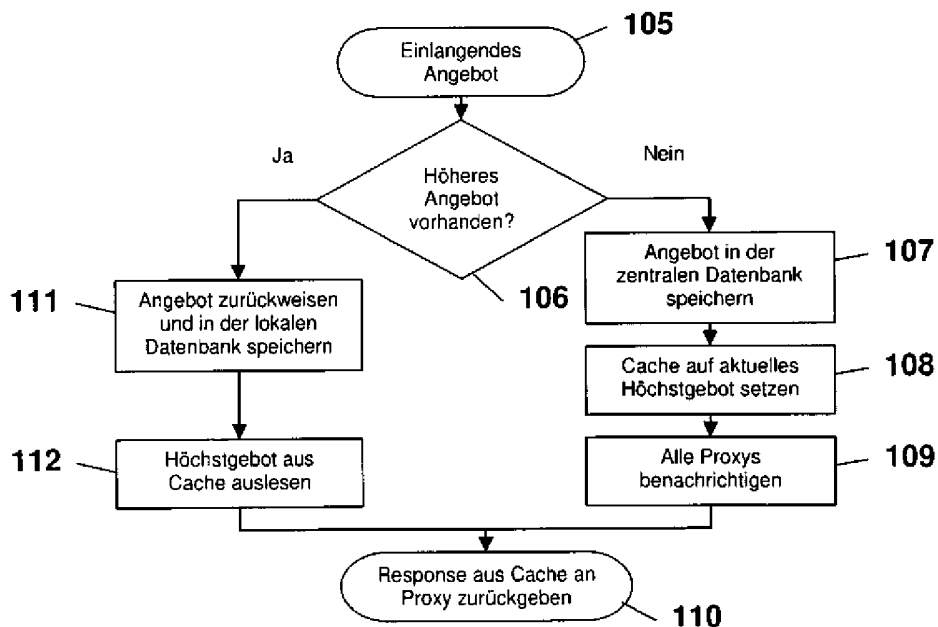 105
Einlangendes
Angebot
Ja
Nein
Höheres
Angebot
vorhanden?
106
Angebot in der
zentralen Datenbank
speichern
107
111
Angebot zurückweisen
und in der lokalen
Datenbank speichern
Cache auf aktuelles
Höchstgebot setzen
108
112
Höchstgebot aus
Cache auslesen
Alle Proxys
benachrichtigen
109
Response aus Cache an
Proxy zurückgeben
110